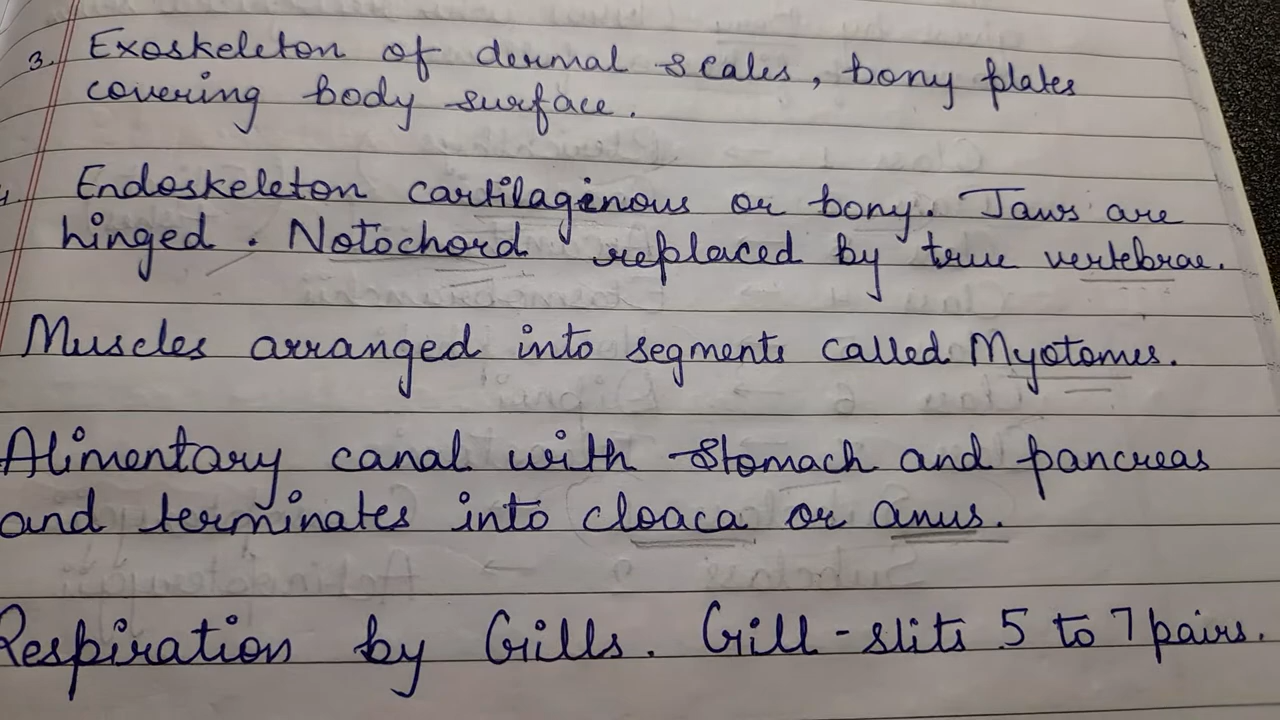 3. Exoskeleton of dermal scales, bony plates
covering body surface.
4. Endoskeleton cartilagenous or bony. Jaws are
hinged. Notochord replaced by true vertebrae.
Muscles arranged into segments called Myotomes.
Alimentary canal with stomach and pancreas
and terminates into cloaca or anus.
Respiration by Gills. Gill-slits 5 to 7 pairs.